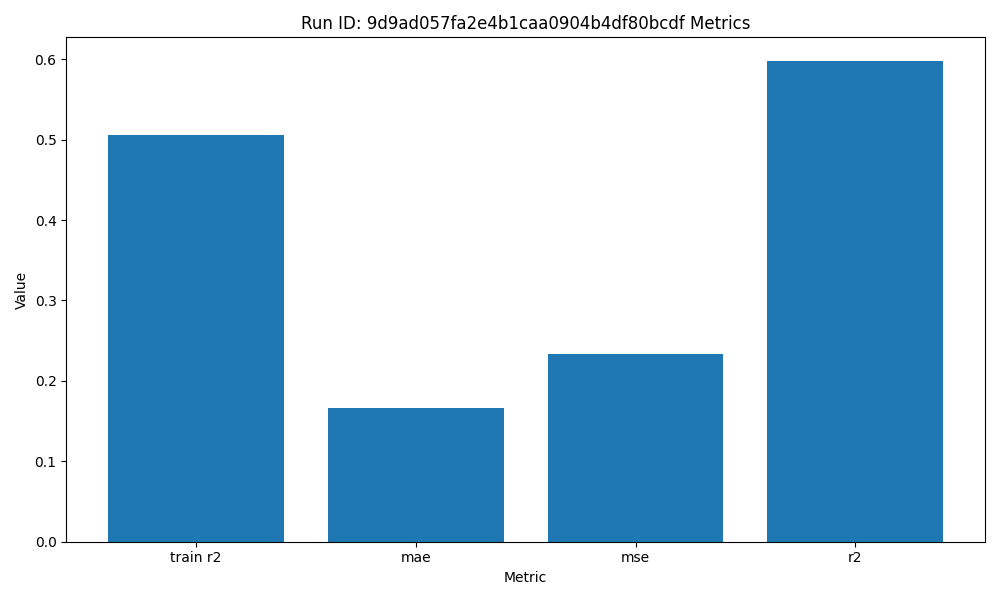 Run ID: 9d9ad057fa2e4b1caa0904b4df80bcdf Metrics
0.6
0.5
0.4
0.3
0.2
0.1
0.0
Value
train r2
mae
mse
r2
Metric